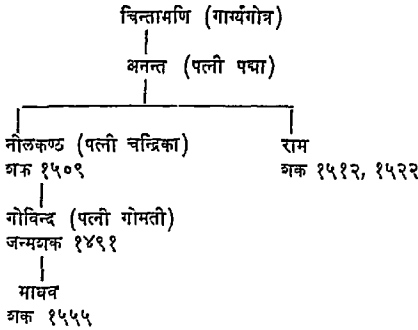 चिन्तामणि (गार्ग्यगोत्र)
अनन्त (पत्नी पद्मा)
नीलकण्ठ (पत्नी चन्द्रिका) राम
शक १५०९ शक १५१२, १५२२
गोविन्द (पत्नी गोमती)
जन्मशक १४९१
माधव
शक १५५५